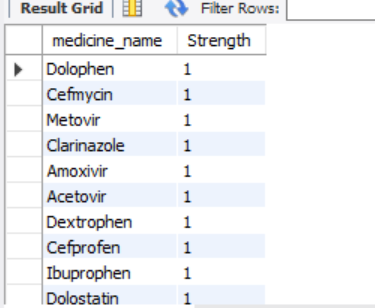 Result Grid Filter Rows:
medicine_name Strength
Dolophen 1
Cefmycin 1
Metovir 1
Clarinazole 1
Amoxivir 1
Acetovir 1
Dextrophen 1
Cefprofen 1
Ibuprophen 1
Dolostatin 1